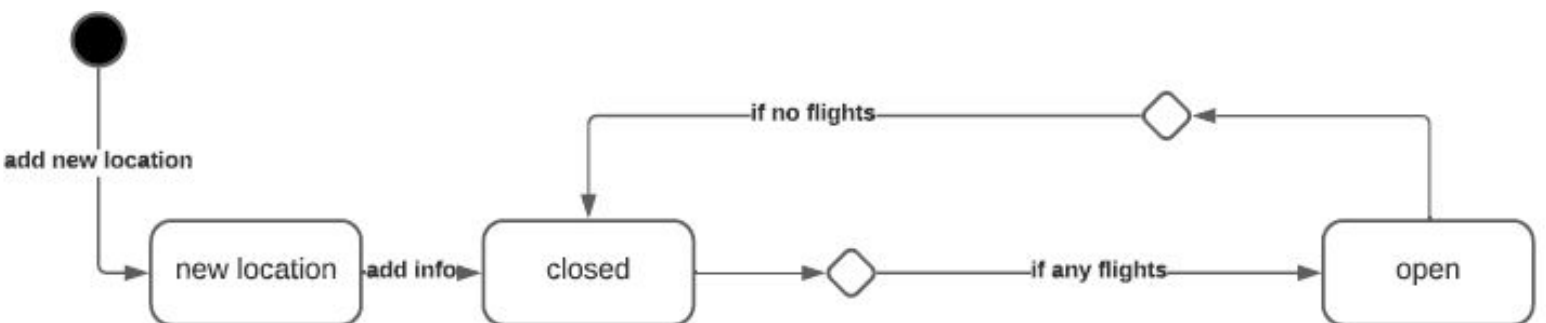 if no flights
add new location
new location
add info
closed
if any flights
open